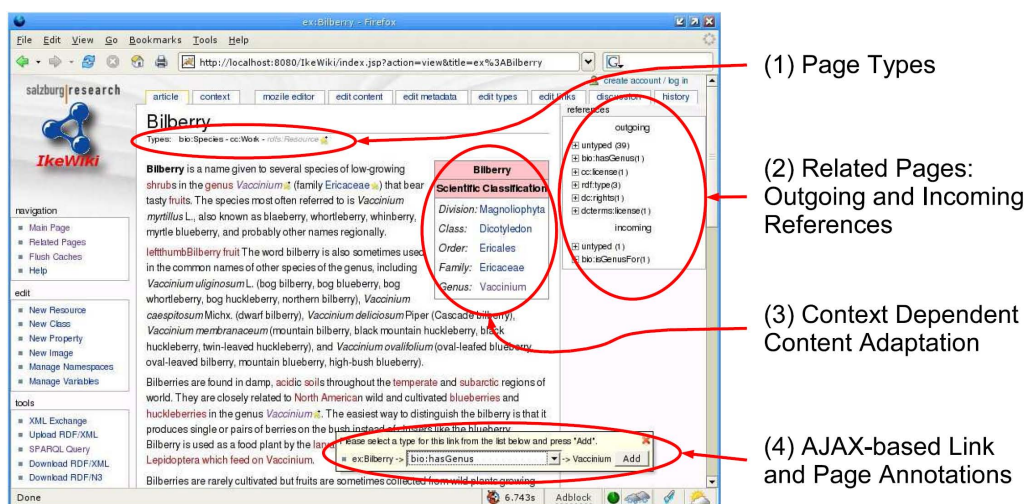 ex:Bilberry - Firefox
File Edit View Go Bookmarks Tools Help
http://localhost:8080/IkeWiki/index.jsp?action=view&title=ex%3ABilberry
G
salzburg|research
IkeWiki
create account / log in
article context mozile editor edit content edit metadata edit types edit links discussion history
navigation
Main Page
Related Pages
Flush Caches
Help
edit
New Resource
New Class
New Property
New Image
Manage Namespaces
Manage Variables
tools
XML Exchange
Upload RDF/XML
SPARQL Query
Download RDF/XML
Download RDF/N3
Bilberry
Types: bio:Species - cc:Work - rdfs:Resource
Bilberry is a name given to several species of low-growing
shrubs in the genus Vaccinium (family Ericaceae) that bear
tasty fruits. The species most often referred to is Vaccinium
myrtillus L., also known as blaeberry, whortleberry, whinberry,
myrtle blueberry, and probably other names regionally.
leftthumbBilberry fruit The word bilberry is also sometimes used
in the common names of other species of the genus, including
Vaccinium uliginosum L. (bog bilberry, bog blueberry, bog
whortleberry, bog huckleberry, northern bilberry), Vaccinium
caespitosum Michx. (dwarf bilberry), Vaccinium deliciosum Piper (Cascade bilberry),
Vaccinium membranaceum (mountain bilberry, black mountain huckleberry, black
huckleberry, twin-leaved huckleberry), and Vaccinium ovalifolium (oval-leafed blueberry,
oval-leaved bilberry, mountain blueberry, high-bush blueberry).
Bilberries are found in damp, acidic soils throughout the temperate and subarctic regions of
world. They are closely related to North American wild and cultivated blueberries and
huckleberries in the genus Vaccinium. The easiest way to distinguish the bilberry is that it
produces single or pairs of berries on the bush instead of clusters like the blueberry.
Bilberry is used as a food plant by the
Lepidoptera which feed on Vaccinium.
Bilberries are rarely cultivated but fruits are sometimes collected from wild plants growing
Bilberry
Scientific Classification
Division: Magnoliophyta
Class: Dicotyledon
Order: Ericales
Family: Ericaceae
Genus: Vaccinium
references
outgoing
untyped (39)
bio:hasGenus(1)
cc:license(1)
rdf:type(3)
dc:rights(1)
dcterms:license(1)
incoming
untyped (1)
bio:isGenusFor(1)
Please select a type for this link from the list below and press "Add".
ex:Bilberry -> bio:hasGenus -> Vaccinium Add
Done
6.743s Adblock
(1) Page Types
(2) Related Pages:
Outgoing and Incoming
References
(3) Context Dependent
Content Adaptation
(4) AJAX-based Link
and Page Annotations